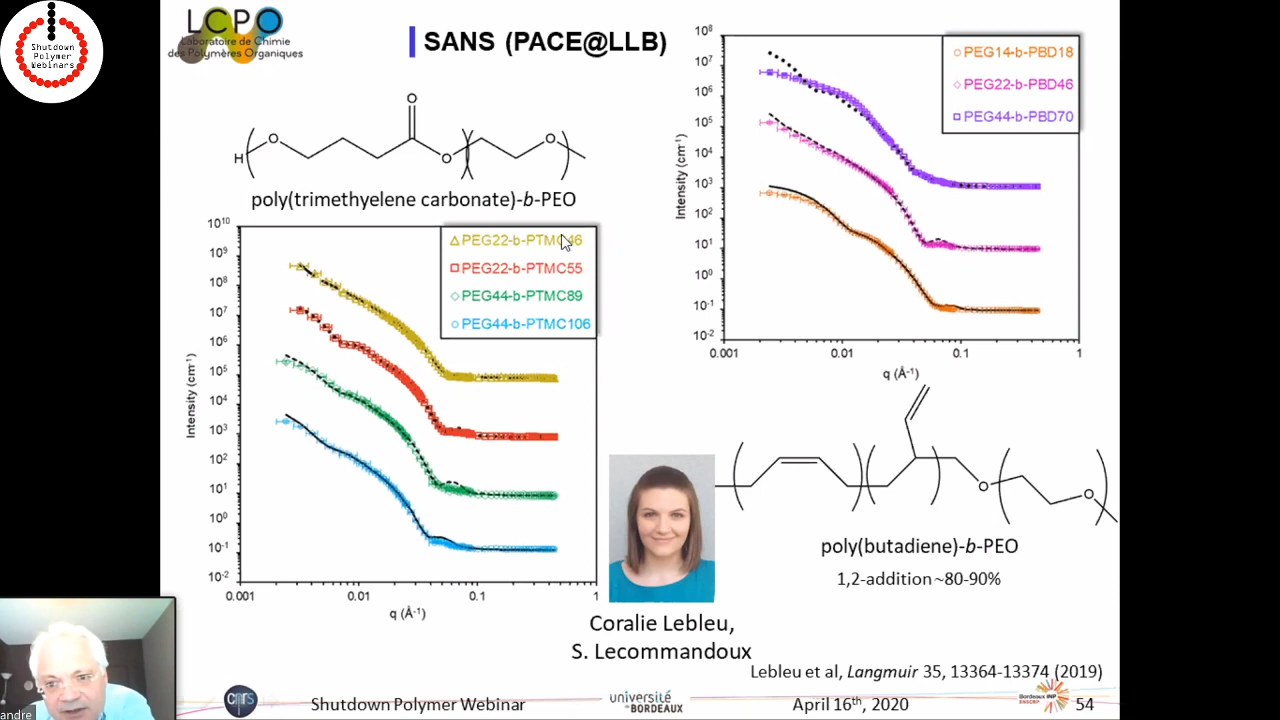 Shutdown
Polymer
Webinars
LCPO
Laboratoire de Chimie
des Polymères Organiques
SANS (PACE@LLB)
O
H
O
O
O
poly(trimethyelene carbonate)-b-PEO
10^10
10^9
10^8
10^7
10^6
10^5
10^4
10^3
10^2
10^1
10^0
10^-1
10^-2
Intensity (cm^-1)
PEG22-b-PTMC46
PEG22-b-PTMC55
PEG44-b-PTMC89
PEG44-b-PTMC106
0.001 0.01 0.1 1
q (Å^-1)
10^8
10^7
10^6
10^5
10^4
10^3
10^2
10^1
10^0
10^-1
10^-2
Intensity (cm^-1)
PEG14-b-PBD18
PEG22-b-PBD46
PEG44-b-PBD70
0.001 0.01 0.1 1
q (Å^-1)
O
O
poly(butadiene)-b-PEO
1,2-addition ~80-90%
Coralie Lebleu,
S. Lecommandoux
Lebleu et al, Langmuir 35, 13364-13374 (2019)
andre
cnrs
Shutdown Polymer Webinar
université
de BORDEAUX
April 16th, 2020
Bordeaux INP
ENSCBP
54